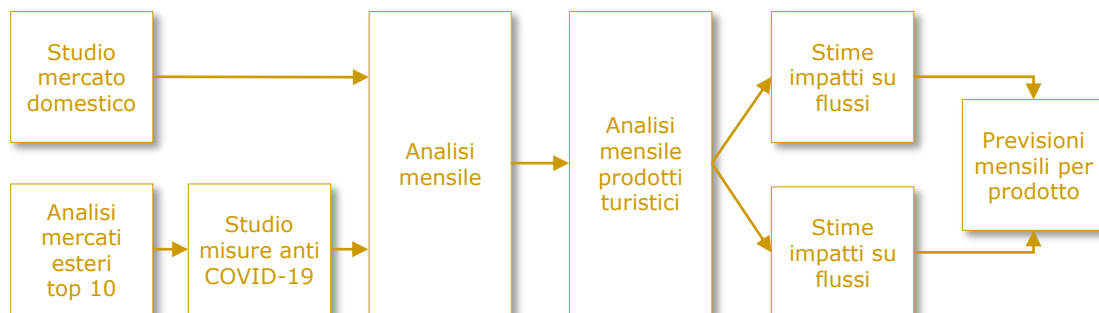 Studio
mercato
domestico
Analisi
mercati
esteri
top 10
Studio
misure anti
COVID-19
Analisi
mensile
Analisi
mensile
prodotti
turistici
Stime
impatti su
flussi
Stime
impatti su
flussi
Previsioni
mensili per
prodotto